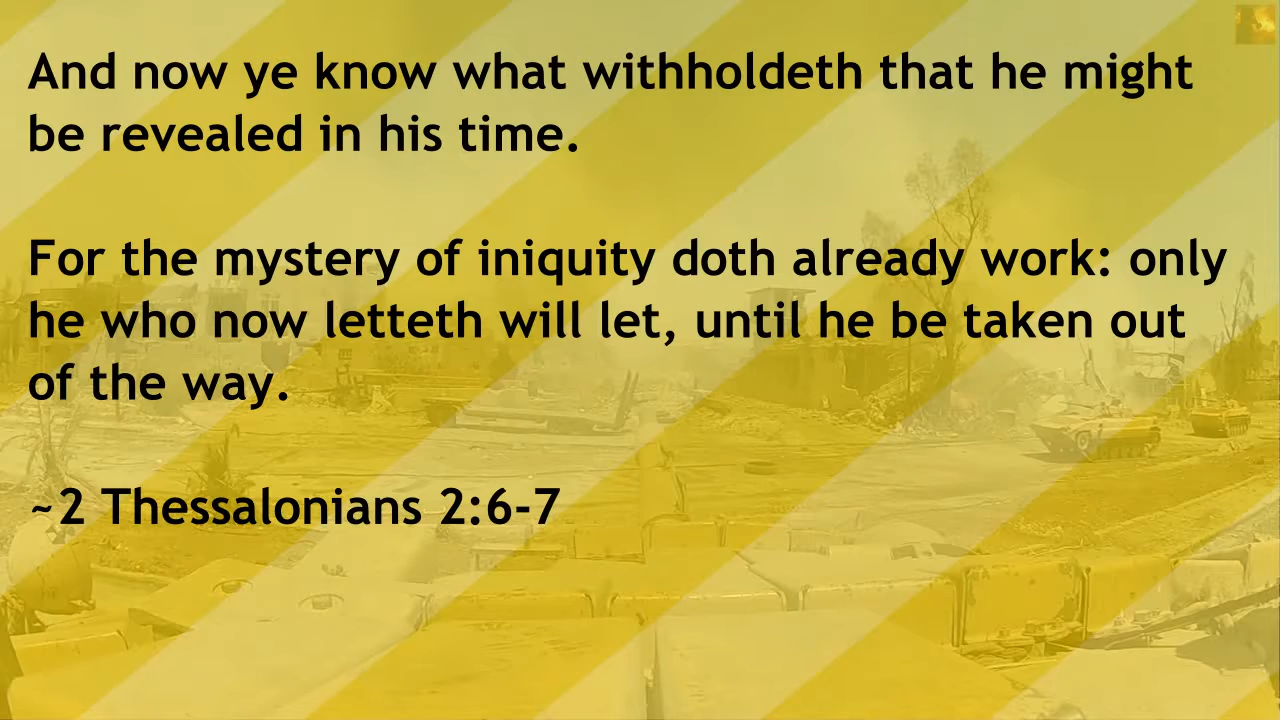 And now ye know what withholdeth that he might
be revealed in his time.
For the mystery of iniquity doth already work: only
he who now letteth will let, until he be taken out
of the way.
~2 Thessalonians 2:6-7